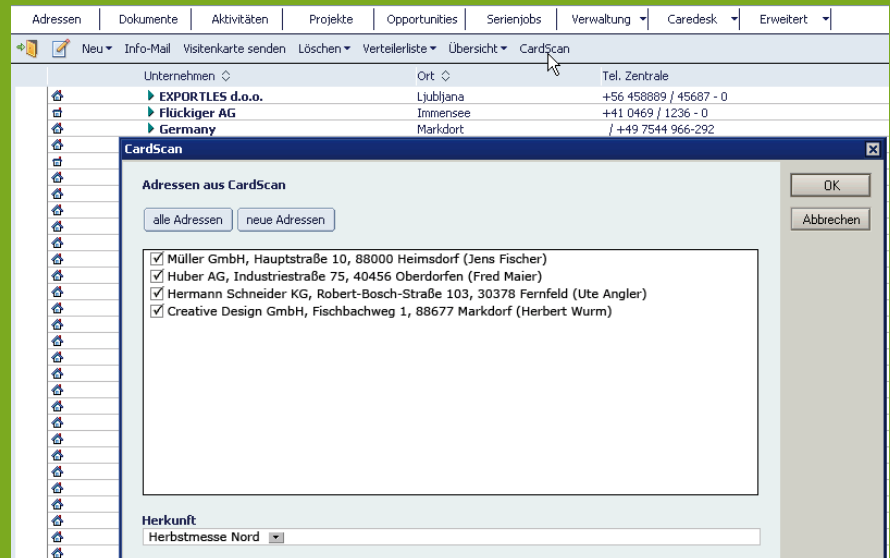 Adressen Dokumente Aktivitäten Projekte Opportunities Serienjobs Verwaltung Caredesk Erweitert
Neu Info-Mail Visitenkarte senden Löschen Verteilerliste Übersicht CardScan
Unternehmen Ort Tel. Zentrale
EXPORTLES d.o.o. Ljubljana +56 458889 / 45687 - 0
Flückiger AG Immensee +41 0469 / 1236 - 0
Germany Markdort / +49 7544 966-292
CardScan
Adressen aus CardScan
OK
alle Adressen neue Adressen
Abbrechen
Müller GmbH, Hauptstraße 10, 88000 Heimsdorf (Jens Fischer)
Huber AG, Industriestraße 75, 40456 Oberdorfen (Fred Maier)
Hermann Schneider KG, Robert-Bosch-Straße 103, 30378 Fernfeld (Ute Angler)
Creative Design GmbH, Fischbachweg 1, 88677 Markdorf (Herbert Wurm)
Herkunft
Herbstmesse Nord